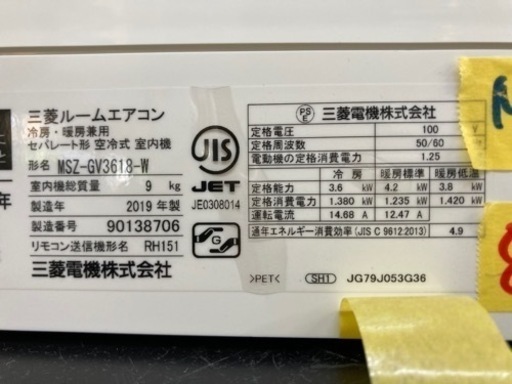 三菱ルームエアコン
冷房・暖房兼用
セパレート形 空冷式 室内機
形名 MSZ-GV3618-W
室内機総質量 9 kg
製造年 2019 年製
製造番号 90138706
リモコン送信機形名 RH151
三菱電機株式会社
年
JIS
JET
JE0308014
G
PS E 三菱電機株式会社
定格電圧 100 V
定格周波数 50/60
電動機の定格消費電力 1.25
冷 房 暖房標準 暖房低温
定格能力 3.6 kW 4.2 kW 3.8 kW
定格消費電力 1.380 kW 1.235 kW 1.420 kW
運転電流 14.68 A 12.47 A
通年エネルギー消費効率(JIS C 9612:2013) 4.9
>PET< SH1 JG79J053G36